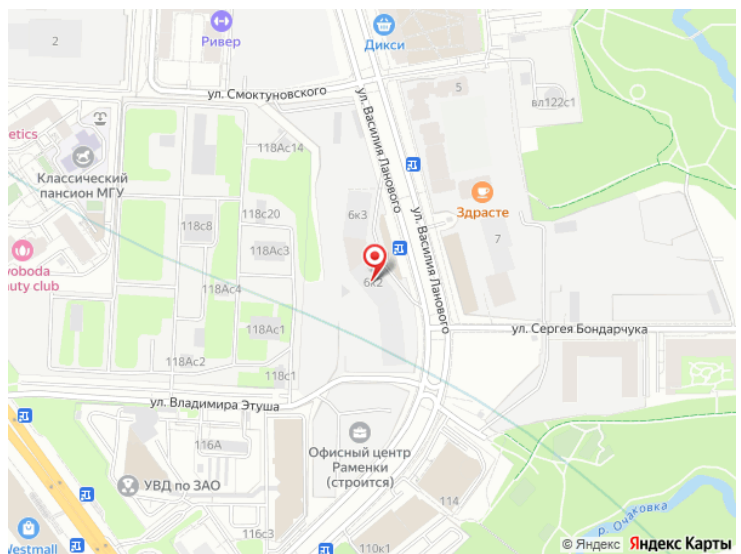 2
Ривер
Дикси
ул. Смоктуновского
ул. Василия Ланового
5
вл122с1
etics
118Ас14
Классический
пансион МГУ
Здрасте
6к3
118с20
118с8
ул. Василия Ланового
7
118Ас3
voboda
auty club
118Ас4
6к2
118Ас1
ул. Сергея Бондарчука
118Ас2
118с1
ул. Владимира Этуша
116А
Офисный центр
Раменки
(строится)
УВД по ЗАО
114
116с3
110к1
р. Очаковка
Westmall
© Яндекс Яндекс Карты